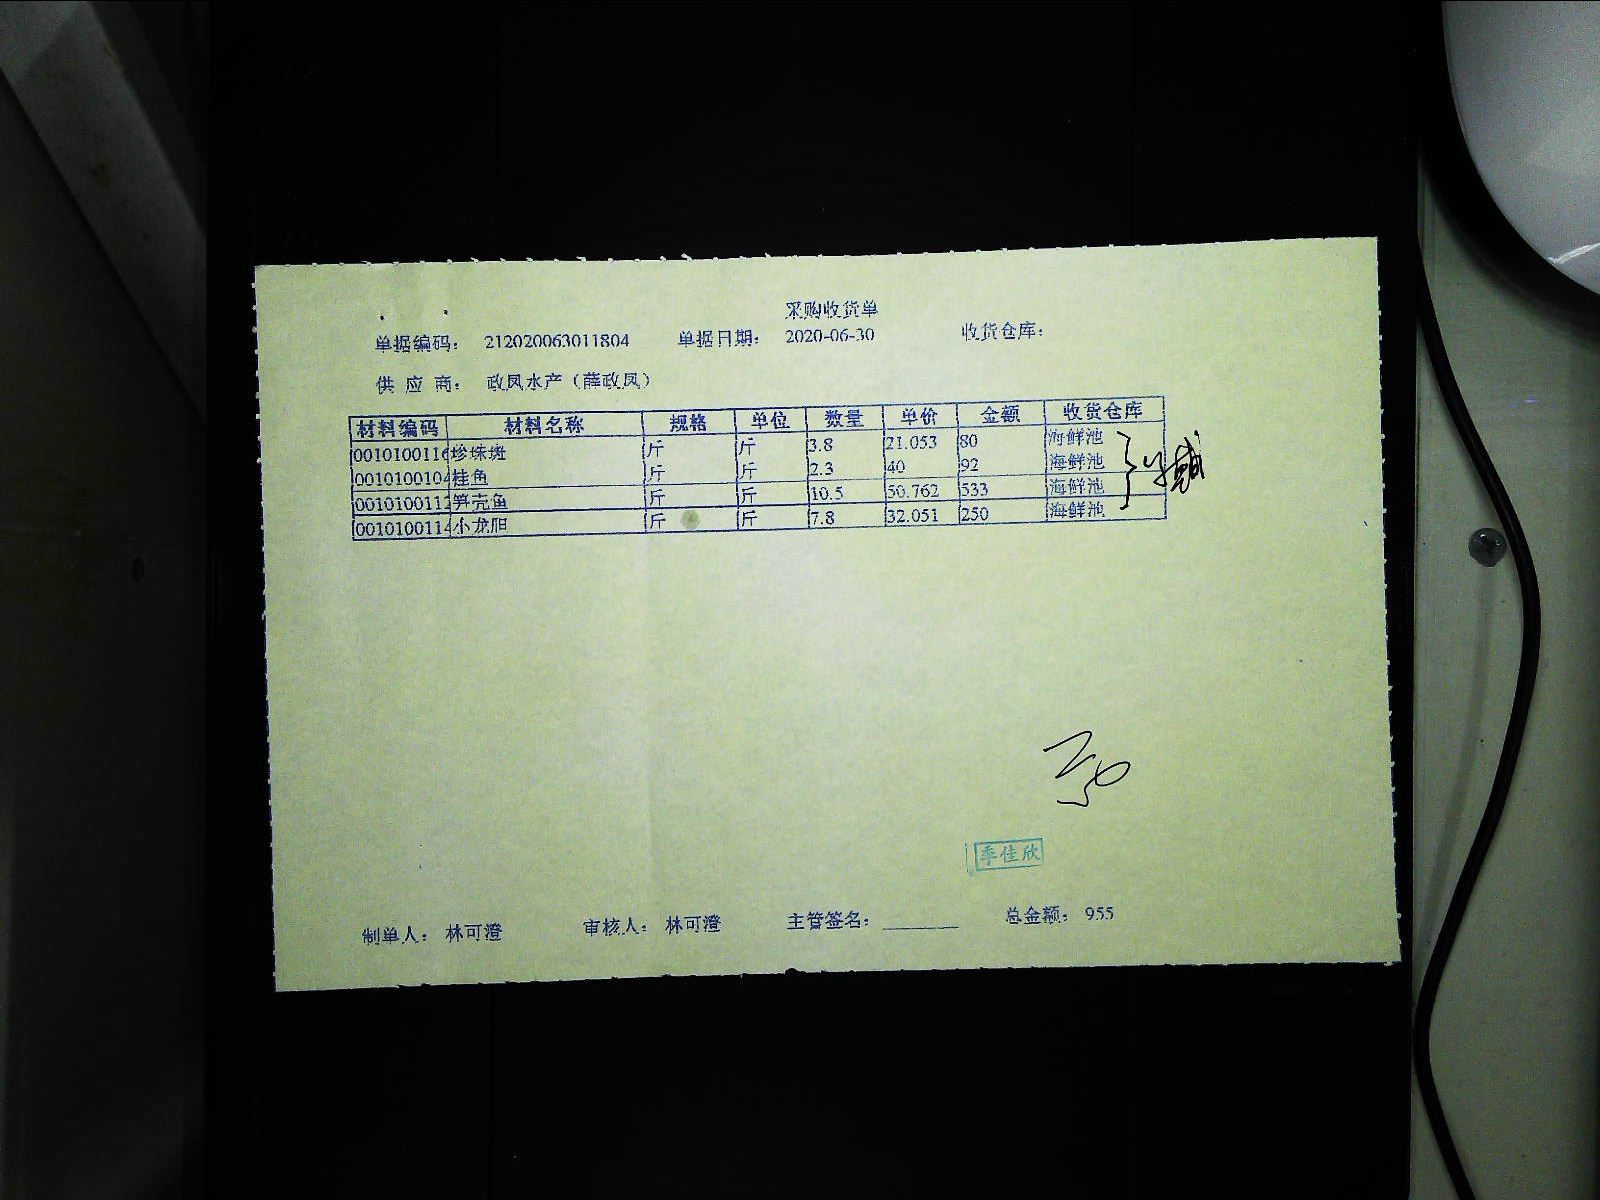 采购收货单
单据编码： 212020063011804 单据日期： 2020-06-30 收货仓库：
供 应 商： 政凤水产（薛政凤）
材料编码 材料名称 规格 单位 数量 单价 金额 收货仓库
0010100116 珍珠斑 斤 斤 3.8 21.053 80 海鲜池
0010100104 桂鱼 斤 斤 2.3 40 92 海鲜池
0010100112 笋壳鱼 斤 斤 10.5 50.762 533 海鲜池
0010100114 小龙胆 斤 斤 7.8 32.051 250 海鲜池
季佳欣
制单人： 林可澄 审核人： 林可澄 主管签名： 总金额： 955